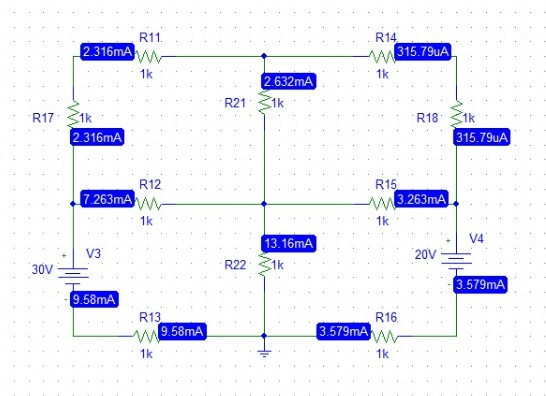 R11 R14
2.316mA 315.79uA
1k 1k
2.632mA
R17 1k R21 1k R18 1k
2.316mA 315.79uA
R12 R15
7.263mA 3.263mA
1k 1k
13.16mA
+ V3 R22 1k + V4
30V 20V
- 9.58mA - 3.579mA
R13 R16
9.58mA 3.579mA
1k 1k